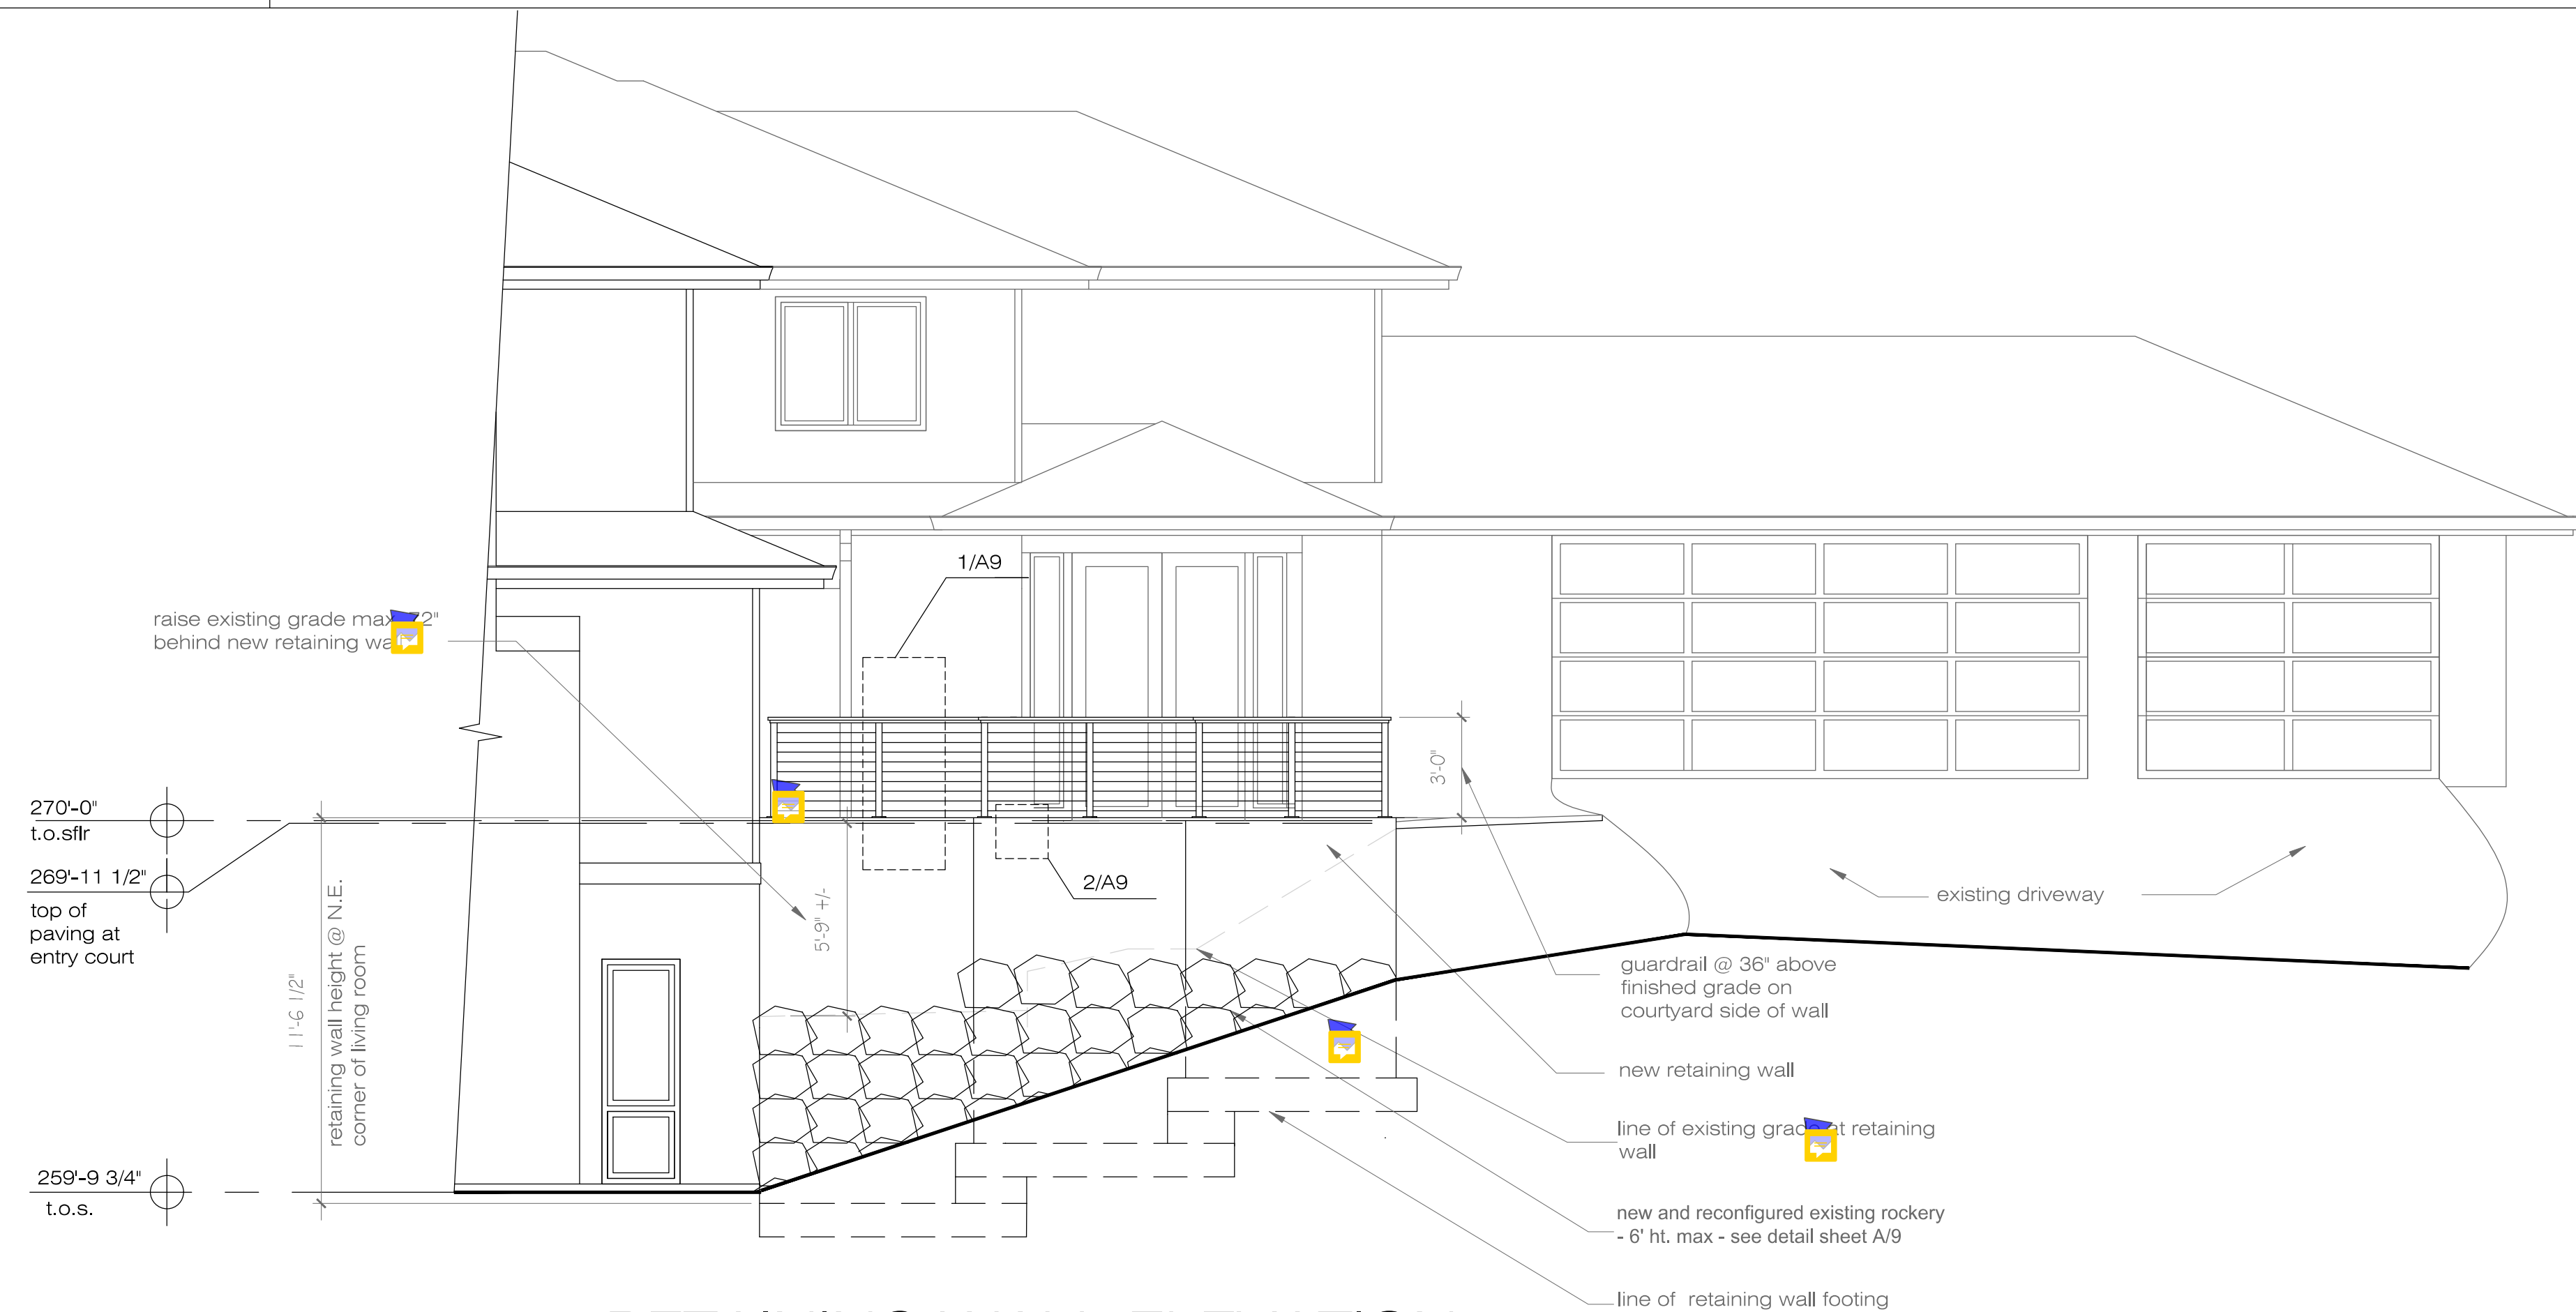 1/A9
raise existing grade max 72"
behind new retaining
270'-0"
t.o.sflr
269'-11 1/2"
top of
paving at
entry court
11'-6 1/2"
retaining wall height @ N.E.
corner of living room
5'-9" +/-
2/A9
3'-0"
existing driveway
guardrail @ 36" above
finished grade on
courtyard side of wall
new retaining wall
line of existing grade at retaining
wall
259'-9 3/4"
t.o.s.
new and reconfigured existing rockery
- 6' ht. max - see detail sheet A/9
line of retaining wall footing